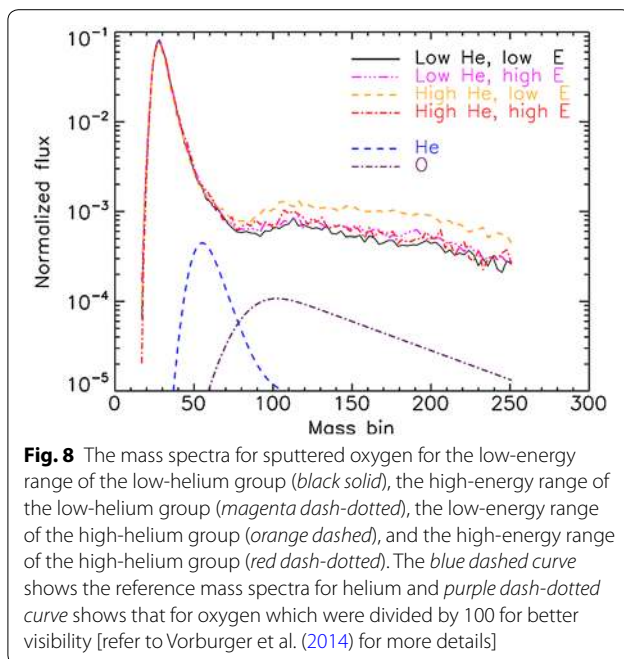 10⁻¹
10⁻²
10⁻³
10⁻⁴
10⁻⁵
Normalized flux
Low He, low E
Low He, high E
High He, low E
High He, high E
He
O
0 50 100 150 200 250 300
Mass bin
Fig. 8 The mass spectra for sputtered oxygen for the low-energy
range of the low-helium group (black solid), the high-energy range of
the low-helium group (magenta dash-dotted), the low-energy range
of the high-helium group (orange dashed), and the high-energy range
of the high-helium group (red dash-dotted). The blue dashed curve
shows the reference mass spectra for helium and purple dash-dotted
curve shows that for oxygen which were divided by 100 for better
visibility [refer to Vorburger et al. (2014) for more details]